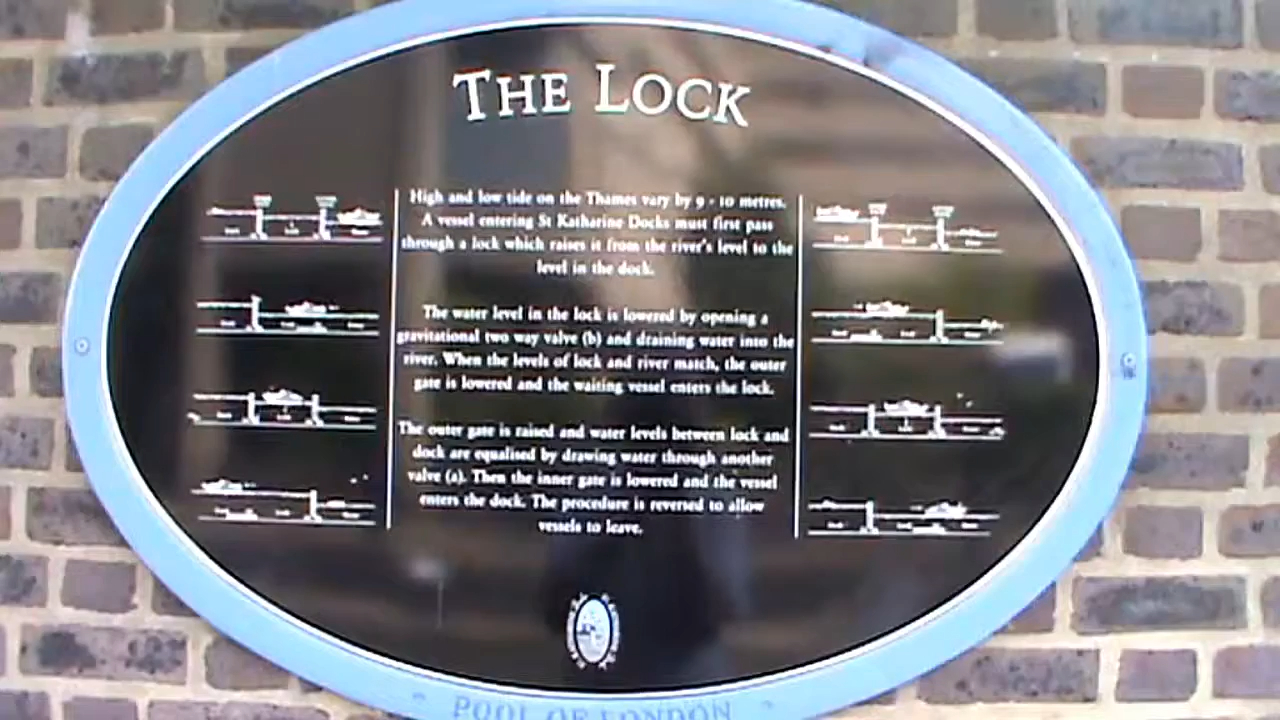 THE LOCK
High and low tide on the Thames vary by 9 - 10 metres.
A vessel entering St Katharine Docks must first pass
through a lock which raises it from the river's level to the
level in the dock.
The water level in the lock is lowered by opening a
gravitational two way valve (b) and draining water into the
river. When the levels of lock and river match, the outer
gate is lowered and the waiting vessel enters the lock.
The outer gate is raised and water levels between lock and
dock are equalised by drawing water through another
valve (a). Then the inner gate is lowered and the vessel
enters the dock. The procedure is reversed to allow
vessels to leave.
POOL OF LONDON